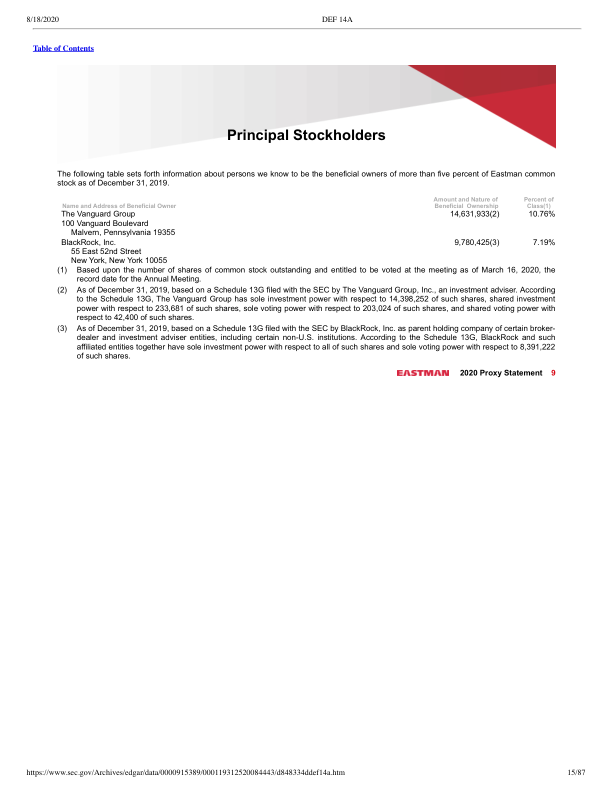 8/18/2020 DEF 14A
Table of Contents
Principal Stockholders
The following table sets forth information about persons we know to be the beneficial owners of more than five percent of Eastman common
stock as of December 31, 2019.
Name and Address of Beneficial Owner Amount and Nature of Beneficial Ownership Percent of Class(1)
The Vanguard Group 14,631,933(2) 10.76%
100 Vanguard Boulevard
Malvern, Pennsylvania 19355
BlackRock, Inc. 9,780,425(3) 7.19%
55 East 52nd Street
New York, New York 10055
(1) Based upon the number of shares of common stock outstanding and entitled to be voted at the meeting as of March 16, 2020, the
record date for the Annual Meeting.
(2) As of December 31, 2019, based on a Schedule 13G filed with the SEC by The Vanguard Group, Inc., an investment adviser. According
to the Schedule 13G, The Vanguard Group has sole investment power with respect to 14,398,252 of such shares, shared investment
power with respect to 233,681 of such shares, sole voting power with respect to 203,024 of such shares, and shared voting power with
respect to 42,400 of such shares.
(3) As of December 31, 2019, based on a Schedule 13G filed with the SEC by BlackRock, Inc. as parent holding company of certain broker-
dealer and investment adviser entities, including certain non-U.S. institutions. According to the Schedule 13G, BlackRock and such
affiliated entities together have sole investment power with respect to all of such shares and sole voting power with respect to 8,391,222
of such shares.
EASTMAN 2020 Proxy Statement 9
https://www.sec.gov/Archives/edgar/data/0000915389/000119312520084443/d848334ddef14a.htm 15/87